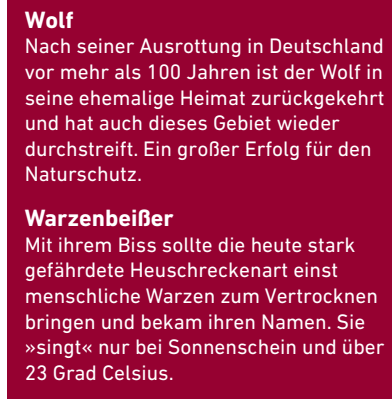 Wolf
Nach seiner Ausrottung in Deutschland
vor mehr als 100 Jahren ist der Wolf in
seine ehemalige Heimat zurückgekehrt
und hat auch dieses Gebiet wieder
durchstreift. Ein großer Erfolg für den
Naturschutz.
Warzenbeißer
Mit ihrem Biss sollte die heute stark
gefährdete Heuschreckenart einst
menschliche Warzen zum Vertrocknen
bringen und bekam ihren Namen. Sie
»singt« nur bei Sonnenschein und über
23 Grad Celsius.